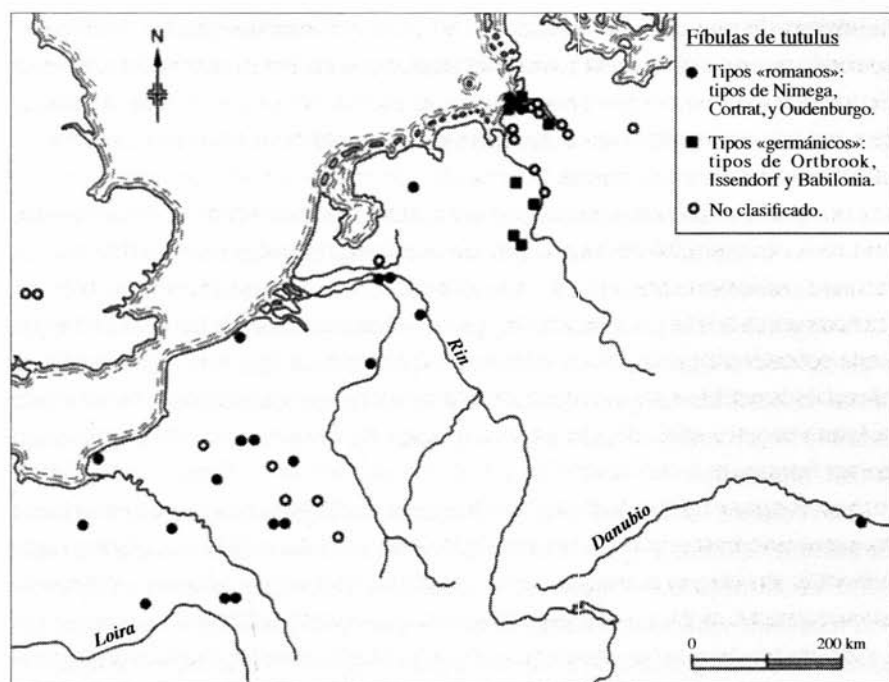 N
Fíbulas de tutulus
Tipos «romanos»:
tipos de Nimega,
Cortrat, y Oudenburgo.
Tipos «germánicos»:
tipos de Ortbrook,
Issendorf y Babilonia.
No clasificado.
Rin
Danubio
Loira
0 200 km